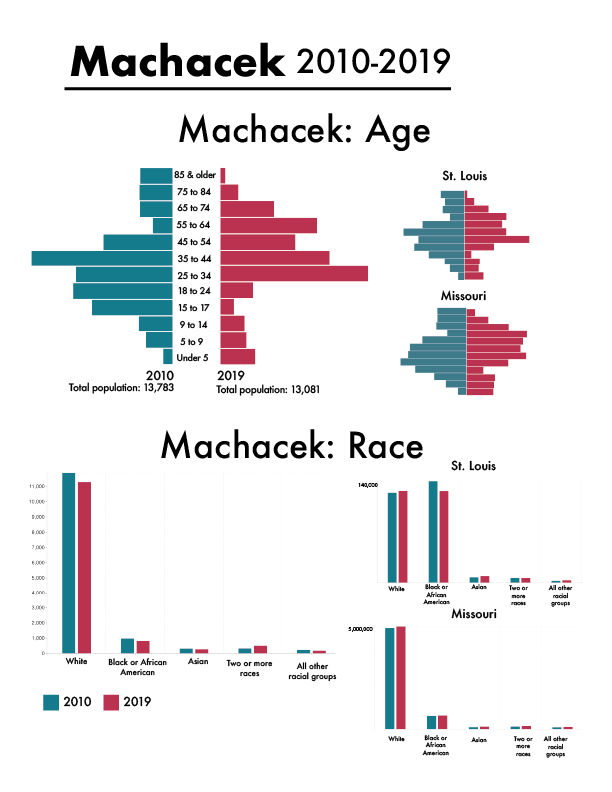 Machacek 2010-2019
Machacek: Age
85 & older
75 to 84
65 to 74
55 to 64
45 to 54
35 to 44
25 to 34
18 to 24
15 to 17
9 to 14
5 to 9
Under 5
2010
Total population: 13,783
2019
Total population: 13,081
St. Louis
Missouri
Machacek: Race
11,000
10,000
9,000
8,000
7,000
6,000
5,000
4,000
3,000
2,000
1,000
0
White
Black or African
American
Asian
Two or more
races
All other
racial groups
2010
2019
St. Louis
140,000
White
Black or
African
American
Asian
Two or
more
races
All other
racial
groups
Missouri
5,000,000
White
Black or
African
American
Asian
Two or
more
races
All other
racial
groups